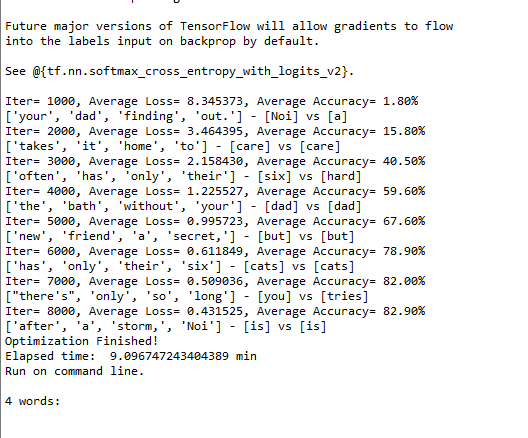 Future major versions of TensorFlow will allow gradients to flow
into the labels input on backprop by default.
See @{tf.nn.softmax_cross_entropy_with_logits_v2}.
Iter= 1000, Average Loss= 8.345373, Average Accuracy= 1.80%
['your', 'dad', 'finding', 'out.'] - [Noi] vs [a]
Iter= 2000, Average Loss= 3.464395, Average Accuracy= 15.80%
['takes', 'it', 'home', 'to'] - [care] vs [care]
Iter= 3000, Average Loss= 2.158430, Average Accuracy= 40.50%
['often', 'has', 'only', 'their'] - [six] vs [hard]
Iter= 4000, Average Loss= 1.225527, Average Accuracy= 59.60%
['the', 'bath', 'without', 'your'] - [dad] vs [dad]
Iter= 5000, Average Loss= 0.995723, Average Accuracy= 67.60%
['new', 'friend', 'a', 'secret,'] - [but] vs [but]
Iter= 6000, Average Loss= 0.611849, Average Accuracy= 78.90%
['has', 'only', 'their', 'six'] - [cats] vs [cats]
Iter= 7000, Average Loss= 0.509036, Average Accuracy= 82.00%
["there's", 'only', 'so', 'long'] - [you] vs [tries]
Iter= 8000, Average Loss= 0.431525, Average Accuracy= 82.90%
['after', 'a', 'storm,', 'Noi'] - [is] vs [is]
Optimization Finished!
Elapsed time:  9.096747243404389 min
Run on command line.
4 words: